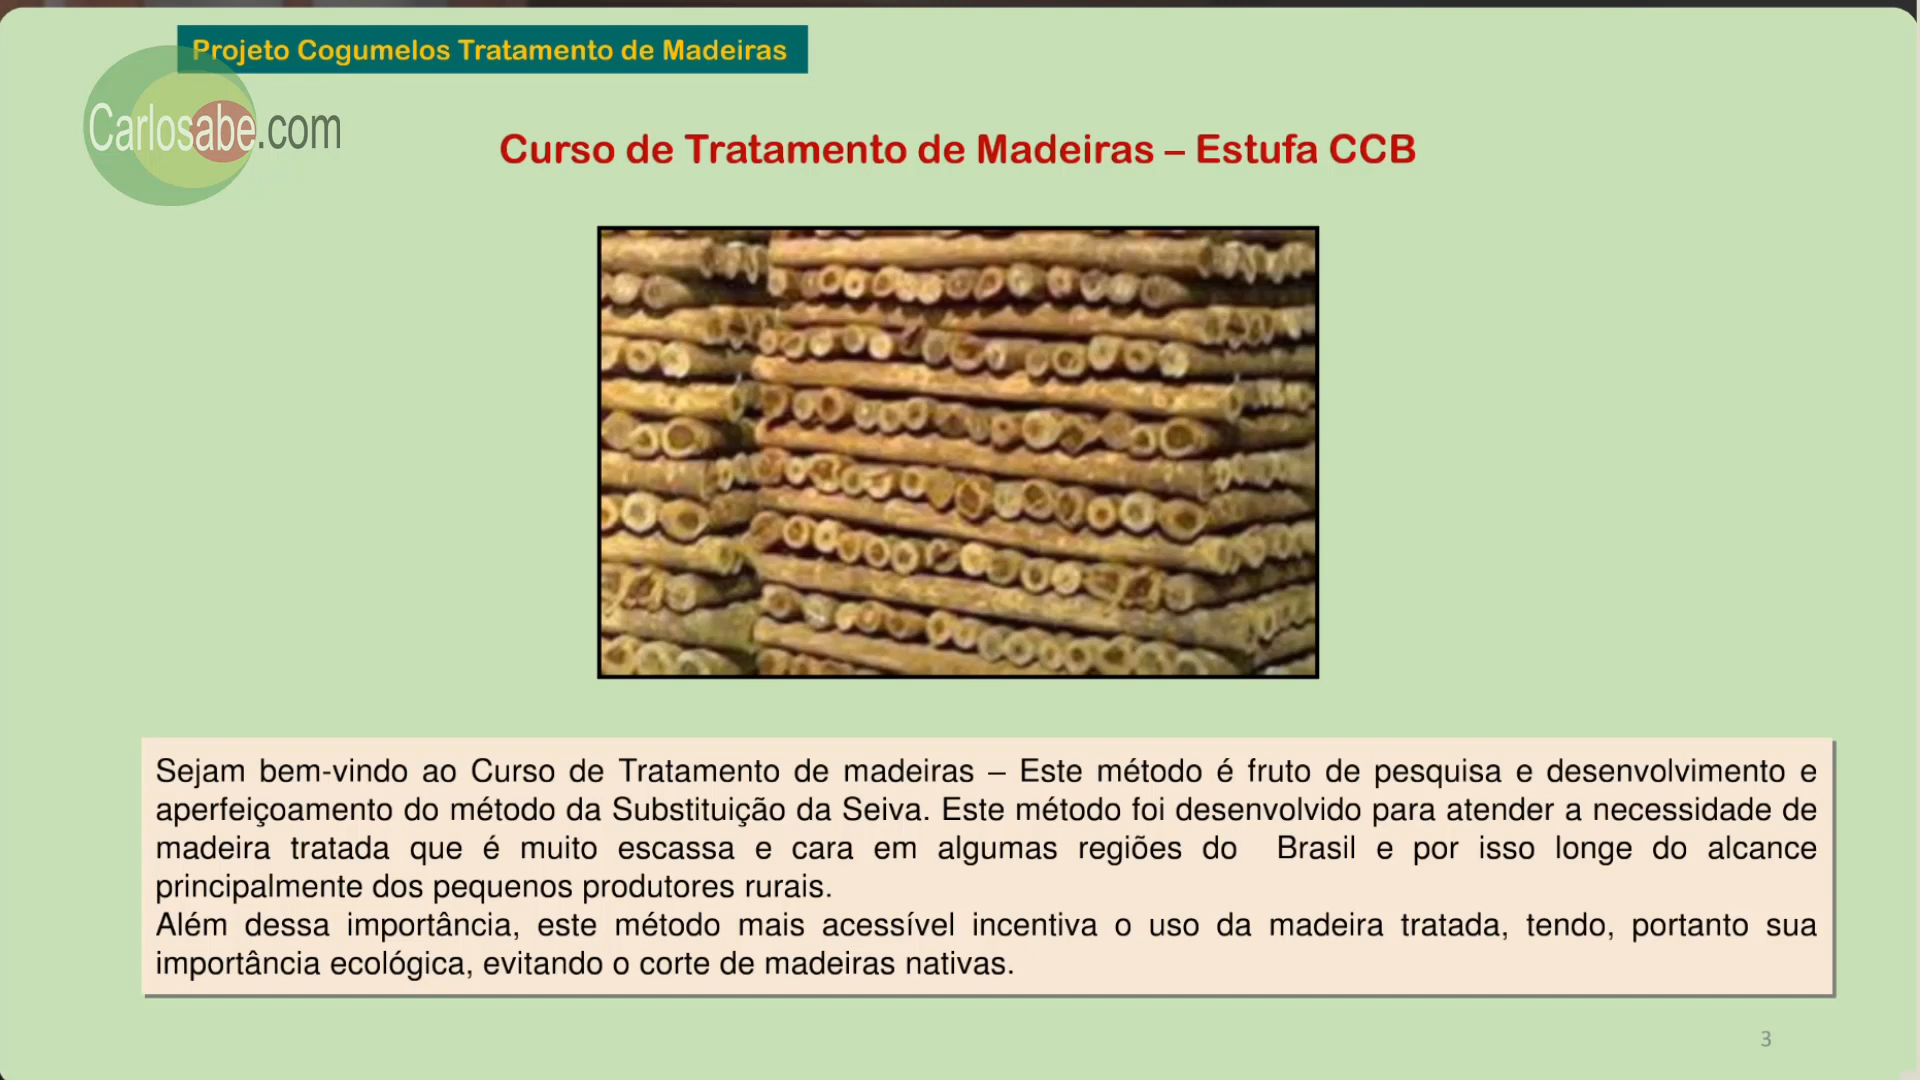 Projeto Cogumelos Tratamento de Madeiras
Carlosabe.com
Curso de Tratamento de Madeiras – Estufa CCB
Sejam bem-vindo ao Curso de Tratamento de madeiras – Este método é fruto de pesquisa e desenvolvimento e
aperfeiçoamento do método da Substituição da Seiva. Este método foi desenvolvido para atender a necessidade de
madeira tratada que é muito escassa e cara em algumas regiões do Brasil e por isso longe do alcance
principalmente dos pequenos produtores rurais.
Além dessa importância, este método mais acessível incentiva o uso da madeira tratada, tendo, portanto sua
importância ecológica, evitando o corte de madeiras nativas.
3